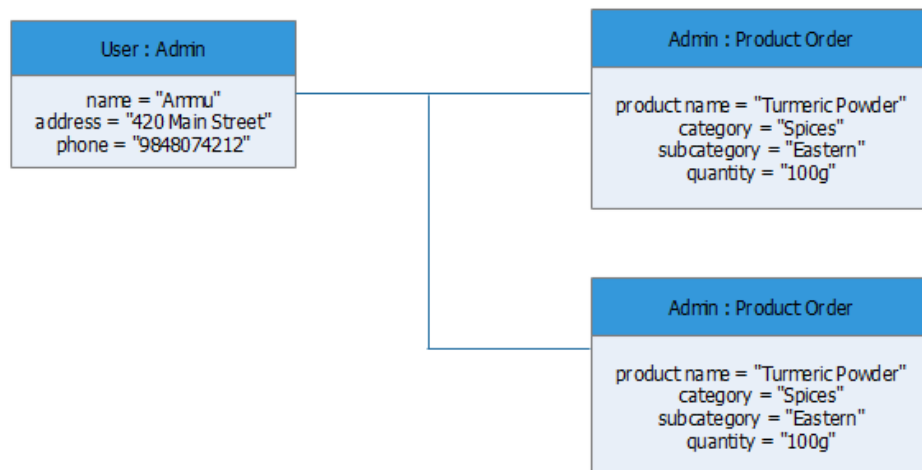 User : Admin
name = "Ammu"
address = "420 Main Street"
phone = "9848074212"
Admin : Product Order
product name = "Turmeric Powder"
category = "Spices"
subcategory = "Eastern"
quantity = "100g"
Admin : Product Order
product name = "Turmeric Powder"
category = "Spices"
subcategory = "Eastern"
quantity = "100g"